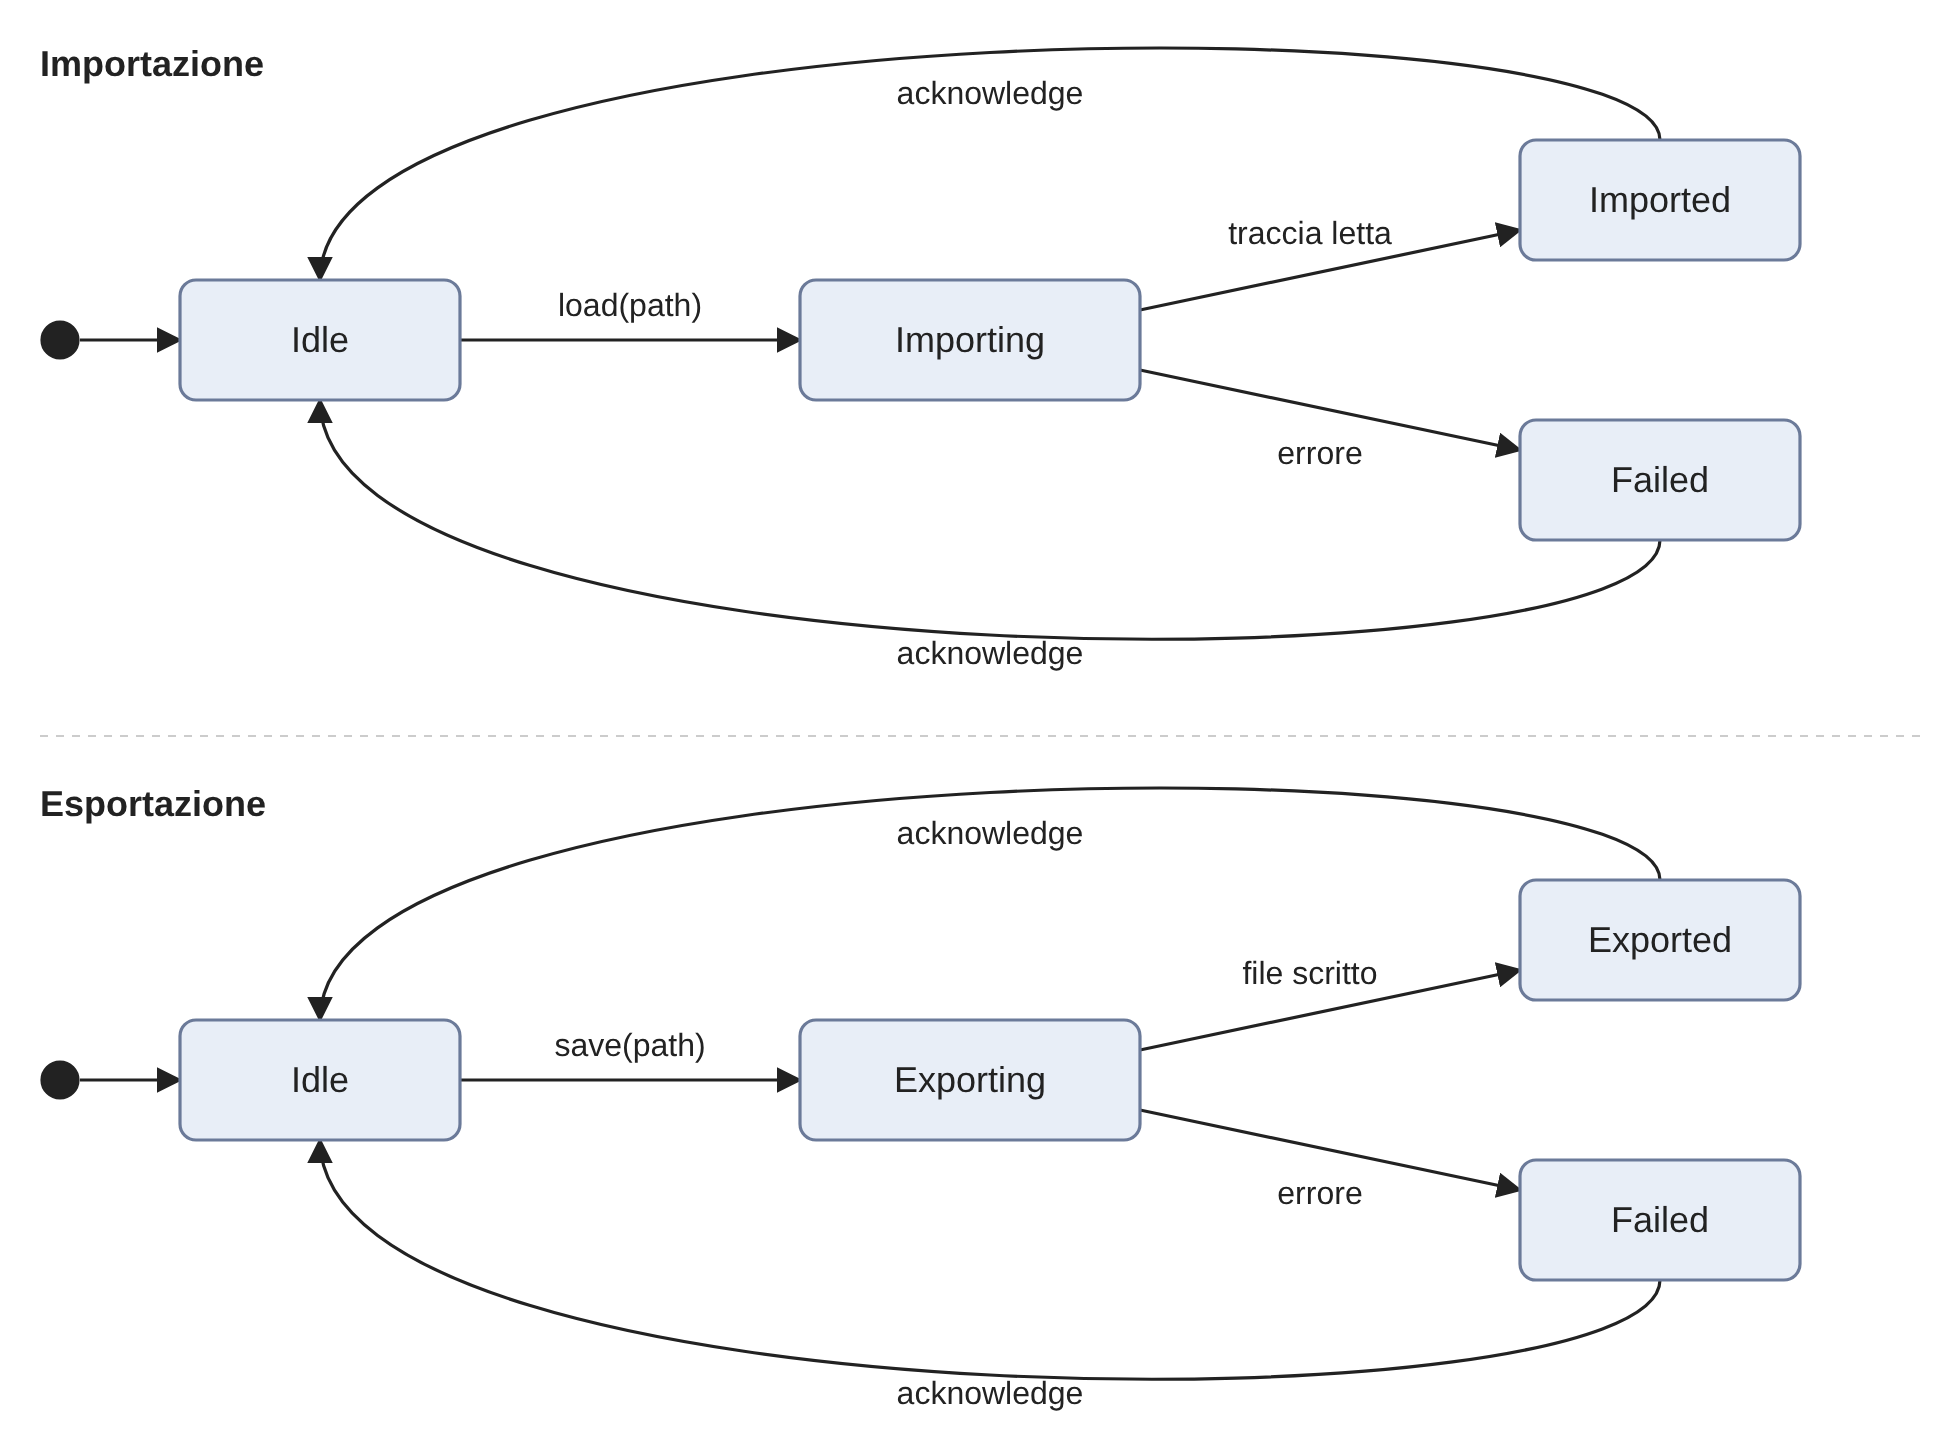 Importazione
acknowledge
Imported
traccia letta
load(path)
Idle
Importing
errore
Failed
acknowledge
Esportazione
acknowledge
Exported
file scritto
save(path)
Idle
Exporting
errore
Failed
acknowledge